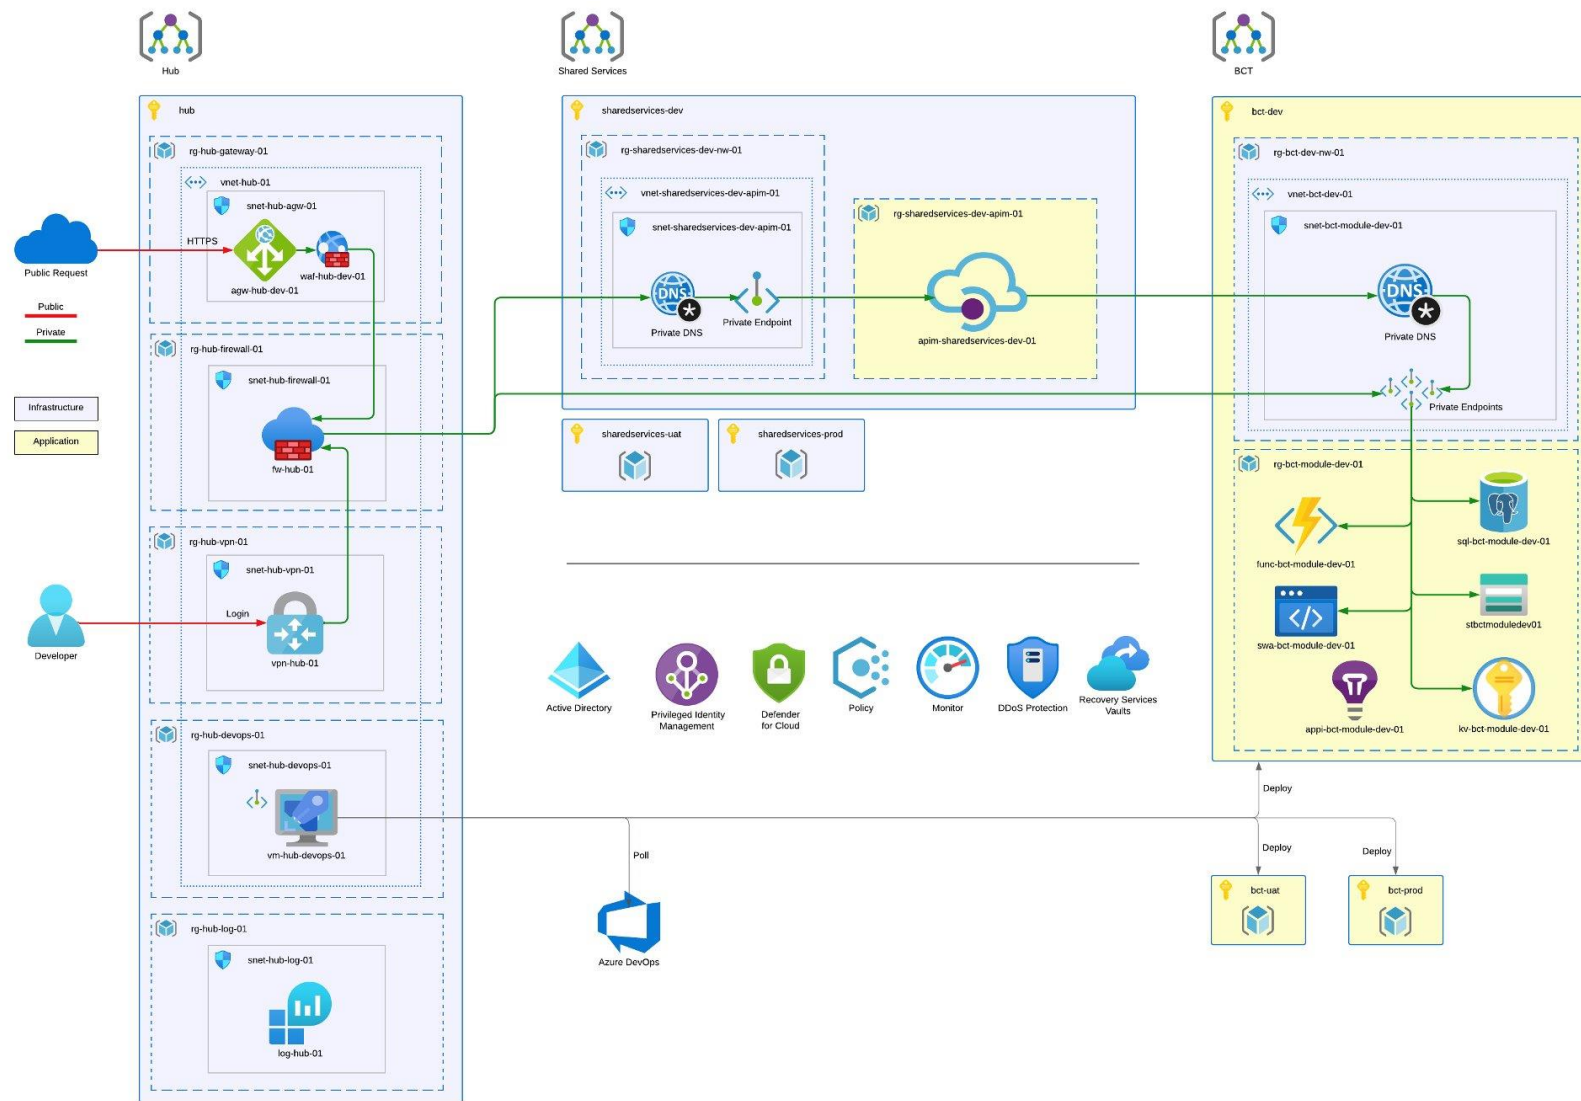 Hub
Shared Services
BCT
hub
rg-hub-gateway-01
vnet-hub-01
snet-hub-agw-01
HTTPS
agw-hub-dev-01
waf-hub-dev-01
Public Request
Public
Private
Infrastructure
Application
rg-hub-firewall-01
snet-hub-firewall-01
fw-hub-01
rg-hub-vpn-01
snet-hub-vpn-01
Login
vpn-hub-01
Developer
rg-hub-devops-01
snet-hub-devops-01
vm-hub-devops-01
rg-hub-log-01
snet-hub-log-01
log-hub-01
sharedservices-dev
rg-sharedservices-dev-nw-01
vnet-sharedservices-dev-apim-01
snet-sharedservices-dev-apim-01
DNS
Private DNS
Private Endpoint
rg-sharedservices-dev-apim-01
apim-sharedservices-dev-01
sharedservices-uat
sharedservices-prod
Active Directory
Privileged Identity
Management
Defender
for Cloud
Policy
Monitor
DDoS Protection
Recovery Services
Vaults
Poll
Azure DevOps
bct-dev
rg-bct-dev-nw-01
vnet-bct-dev-01
snet-bct-module-dev-01
DNS
Private DNS
Private Endpoints
rg-bct-module-dev-01
func-bct-module-dev-01
sql-bct-module-dev-01
swa-bct-module-dev-01
stbctmoduledev01
appi-bct-module-dev-01
kv-bct-module-dev-01
Deploy
Deploy
Deploy
bct-uat
bct-prod